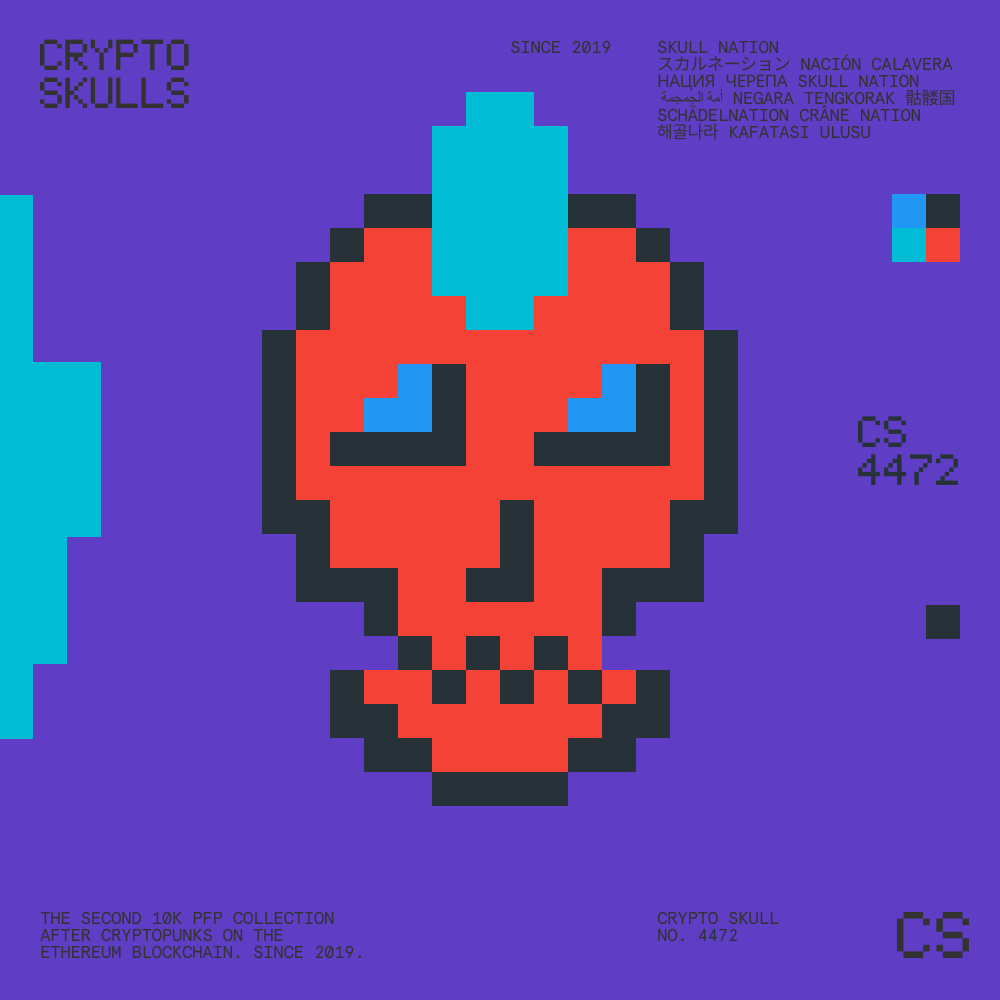 CRYPTO
SKULLS
SINCE 2019
SKULL NATION
スカルネーション NACIÓN CALAVERA
НАЦИЯ ЧЕРЕПА SKULL NATION
أمة الجمجمة NEGARA TENGKORAK 骷髅国
SCHÄDELNATION CRÂNE NATION
해골나라 KAFATASI ULUSU
CS
4472
THE SECOND 10K PFP COLLECTION
AFTER CRYPTOPUNKS ON THE
ETHEREUM BLOCKCHAIN. SINCE 2019.
CRYPTO SKULL
NO. 4472
CS